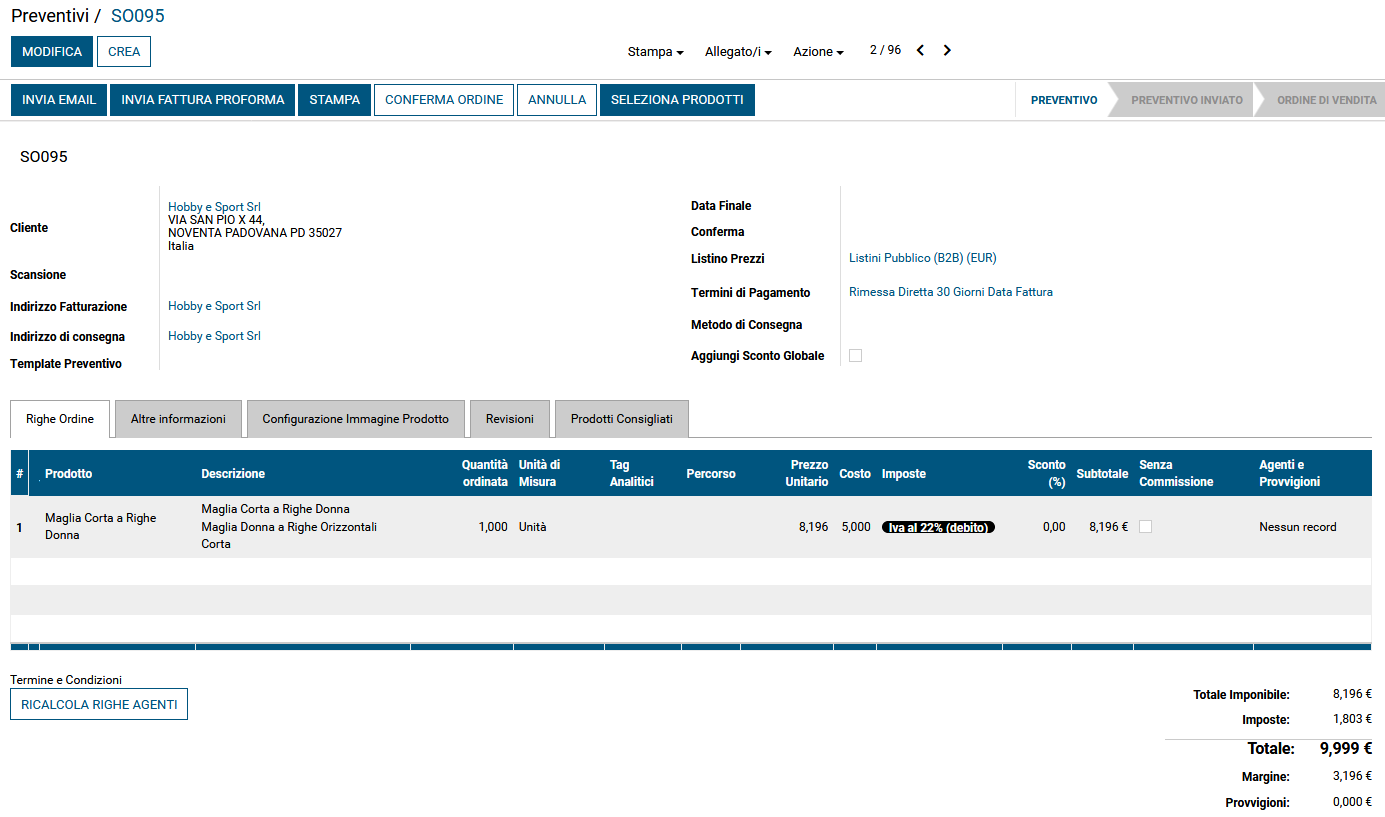 Preventivi / SO095
MODIFICA CREA
Stampa Allegato/i Azione 2 / 96
INVIA EMAIL INVIA FATTURA PROFORMA STAMPA CONFERMA ORDINE ANNULLA SELEZIONA PRODOTTI
PREVENTIVO PREVENTIVO INVIATO ORDINE DI VENDITA
SO095
Cliente
Hobby e Sport Srl
VIA SAN PIO X 44,
NOVENTA PADOVANA PD 35027
Italia
Scansione
Indirizzo Fatturazione Hobby e Sport Srl
Indirizzo di consegna Hobby e Sport Srl
Template Preventivo
Data Finale
Conferma
Listino Prezzi Listini Pubblico (B2B) (EUR)
Termini di Pagamento Rimessa Diretta 30 Giorni Data Fattura
Metodo di Consegna
Aggiungi Sconto Globale
Righe Ordine Altre informazioni Configurazione Immagine Prodotto Revisioni Prodotti Consigliati
# . Prodotto Descrizione Quantità ordinata Unità di Misura Tag Analitici Percorso Prezzo Unitario Costo Imposte Sconto (%) Subtotale Senza Commissione Agenti e Provvigioni
1
Maglia Corta a Righe
Donna
Maglia Corta a Righe Donna
Maglia Donna a Righe Orizzontali
Corta
1,000 Unità 8,196 5,000 Iva al 22% (debito) 0,00 8,196 € Nessun record
Termine e Condizioni
RICALCOLA RIGHE AGENTI
Totale Imponibile: 8,196 €
Imposte: 1,803 €
Totale: 9,999 €
Margine: 3,196 €
Provvigioni: 0,000 €